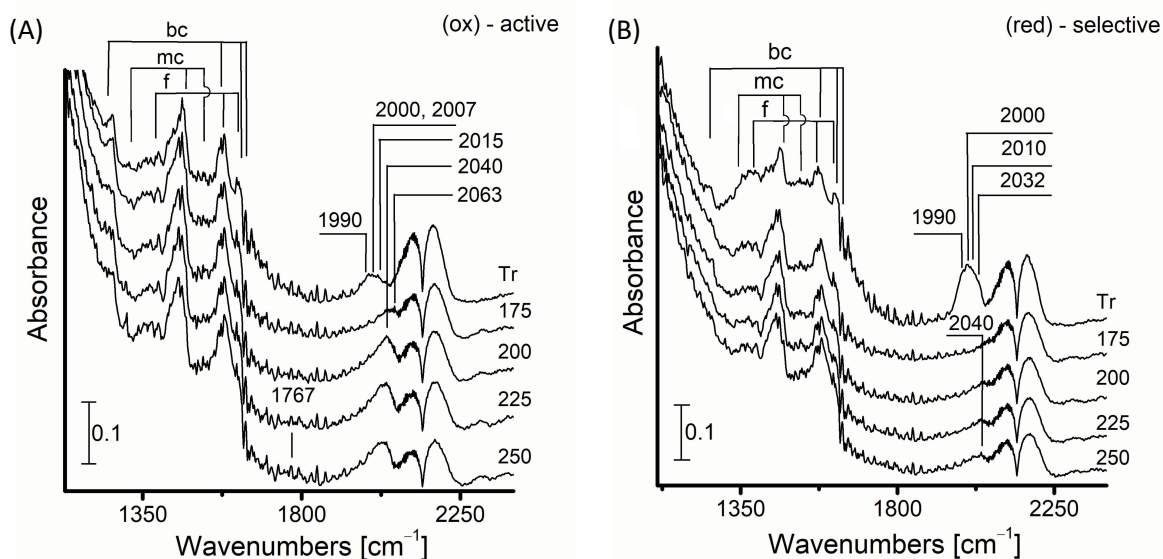 (A)
(ox) - active
bc
mc
f
2000, 2007
2015
2040
2063
1990
Tr
175
200
1767
225
0.1
250
Absorbance
1350
1800
2250
Wavenumbers [cm⁻¹]
(B)
(red) - selective
bc
mc
f
2000
2010
2032
1990
Tr
2040
175
200
225
0.1
250
Absorbance
1350
1800
2250
Wavenumbers [cm⁻¹]